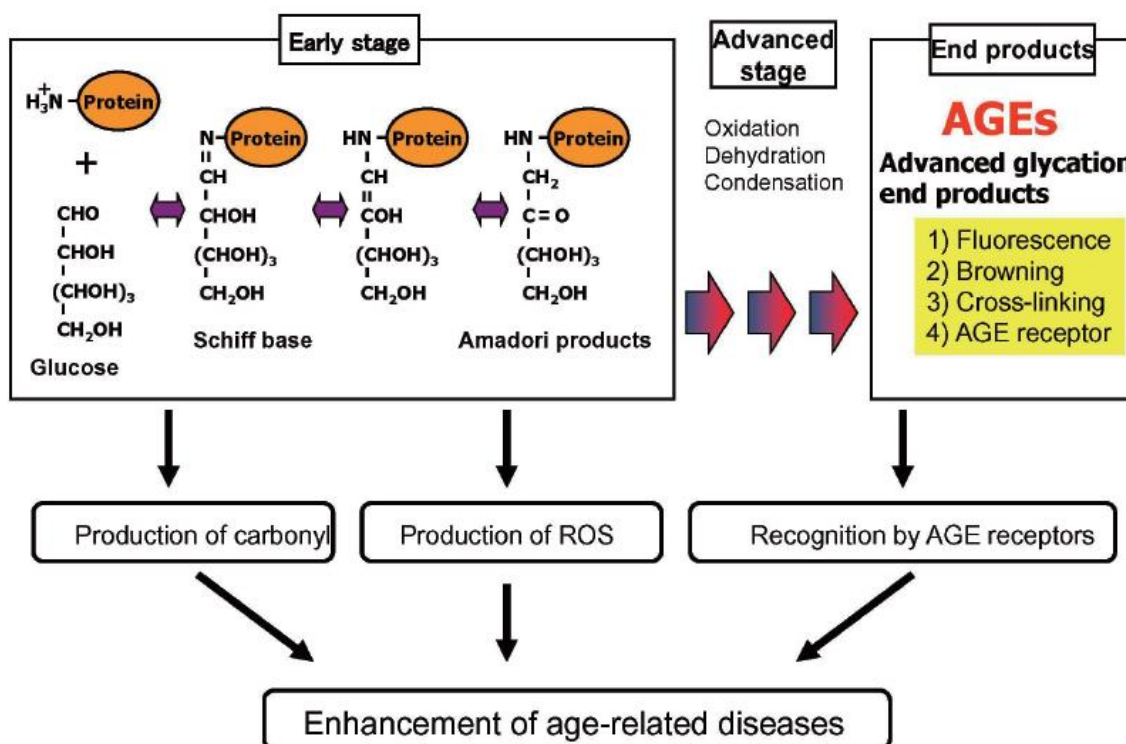 Early stage
H₃N⁺-Protein
+
CHO
CHOH
(CHOH)₃
CH₂OH
Glucose
N-Protein
CH
CHOH
(CHOH)₃
CH₂OH
Schiff base
HN-Protein
CH
COH
(CHOH)₃
CH₂OH
HN-Protein
CH₂
C=O
(CHOH)₃
CH₂OH
Amadori products
Advanced
stage
Oxidation
Dehydration
Condensation
End products
AGEs
Advanced glycation
end products
1) Fluorescence
2) Browning
3) Cross-linking
4) AGE receptor
Production of carbonyl
Production of ROS
Recognition by AGE receptors
Enhancement of age-related diseases